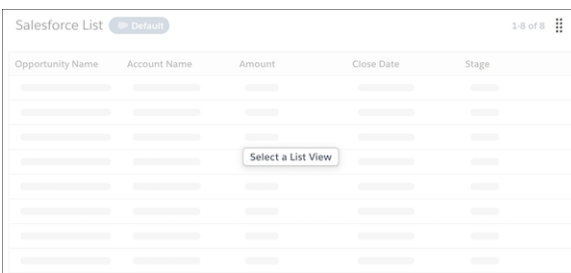 Salesforce List Default 1-8 of 8
Opportunity Name Account Name Amount Close Date Stage
Select a List View